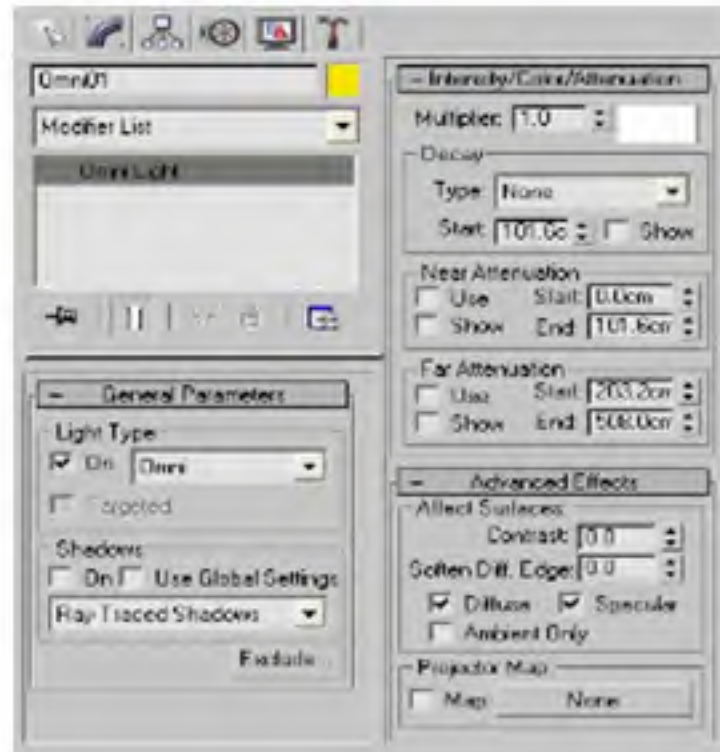 Omni01
Modifier List
Omni Light
General Parameters
Light Type
On Omni
Targeted
Shadows
On Use Global Settings
Ray Traced Shadows
Exclude...
Intensity/Color/Attenuation
Multiplier: 1.0
Decay
Type: None
Start: 101.6c Show
Near Attenuation
Use Start: 0.0cm
Show End: 101.6cm
Far Attenuation
Use Start: 203.2cm
Show End: 508.0cm
Advanced Effects
Affect Surfaces:
Contrast: 0.0
Soften Diff. Edge: 0.0
Diffuse Specular
Ambient Only
Projector Map:
Map: None